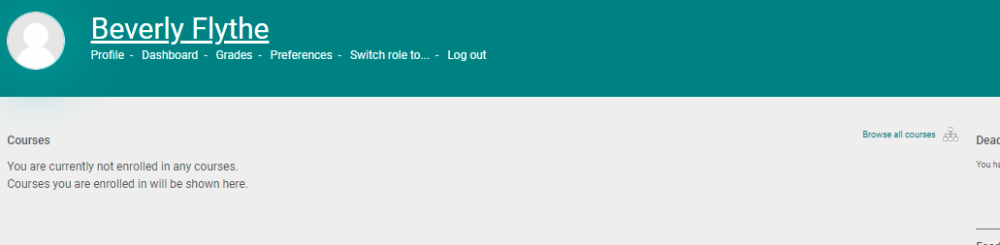 Beverly Flythe
Profile - Dashboard - Grades - Preferences - Switch role to... - Log out
Courses
Browse all courses
You are currently not enrolled in any courses.
Courses you are enrolled in will be shown here.
You